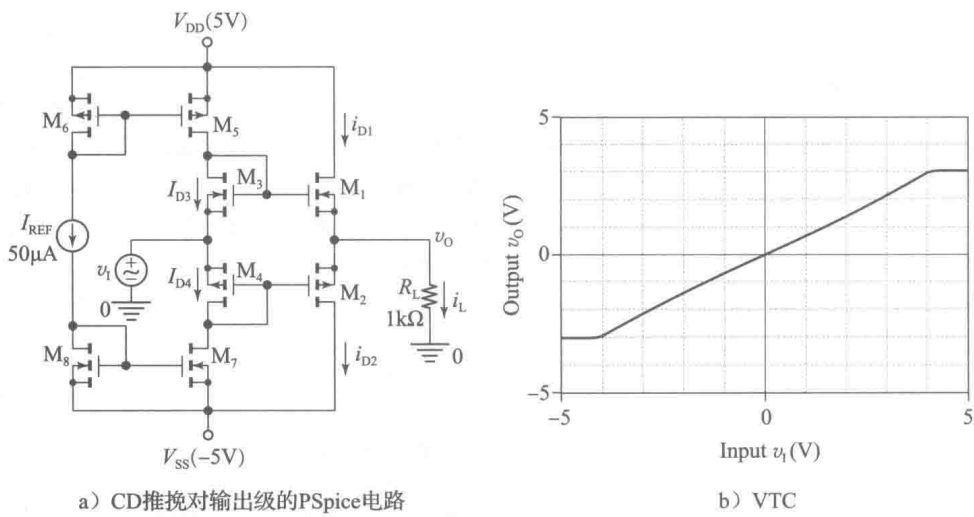 V_DD(5V)
M_6
M_5
i_D1
I_D3
M_3
M_1
I_REF
50μA
v_I
0
I_D4
M_4
M_2
v_O
R_L
1kΩ
i_L
0
M_8
M_7
i_D2
V_SS(−5V)
a）CD推挽对输出级的PSpice电路
5
Output v_O(V)
0
−5
−5
0
5
Input v_I(V)
b）VTC